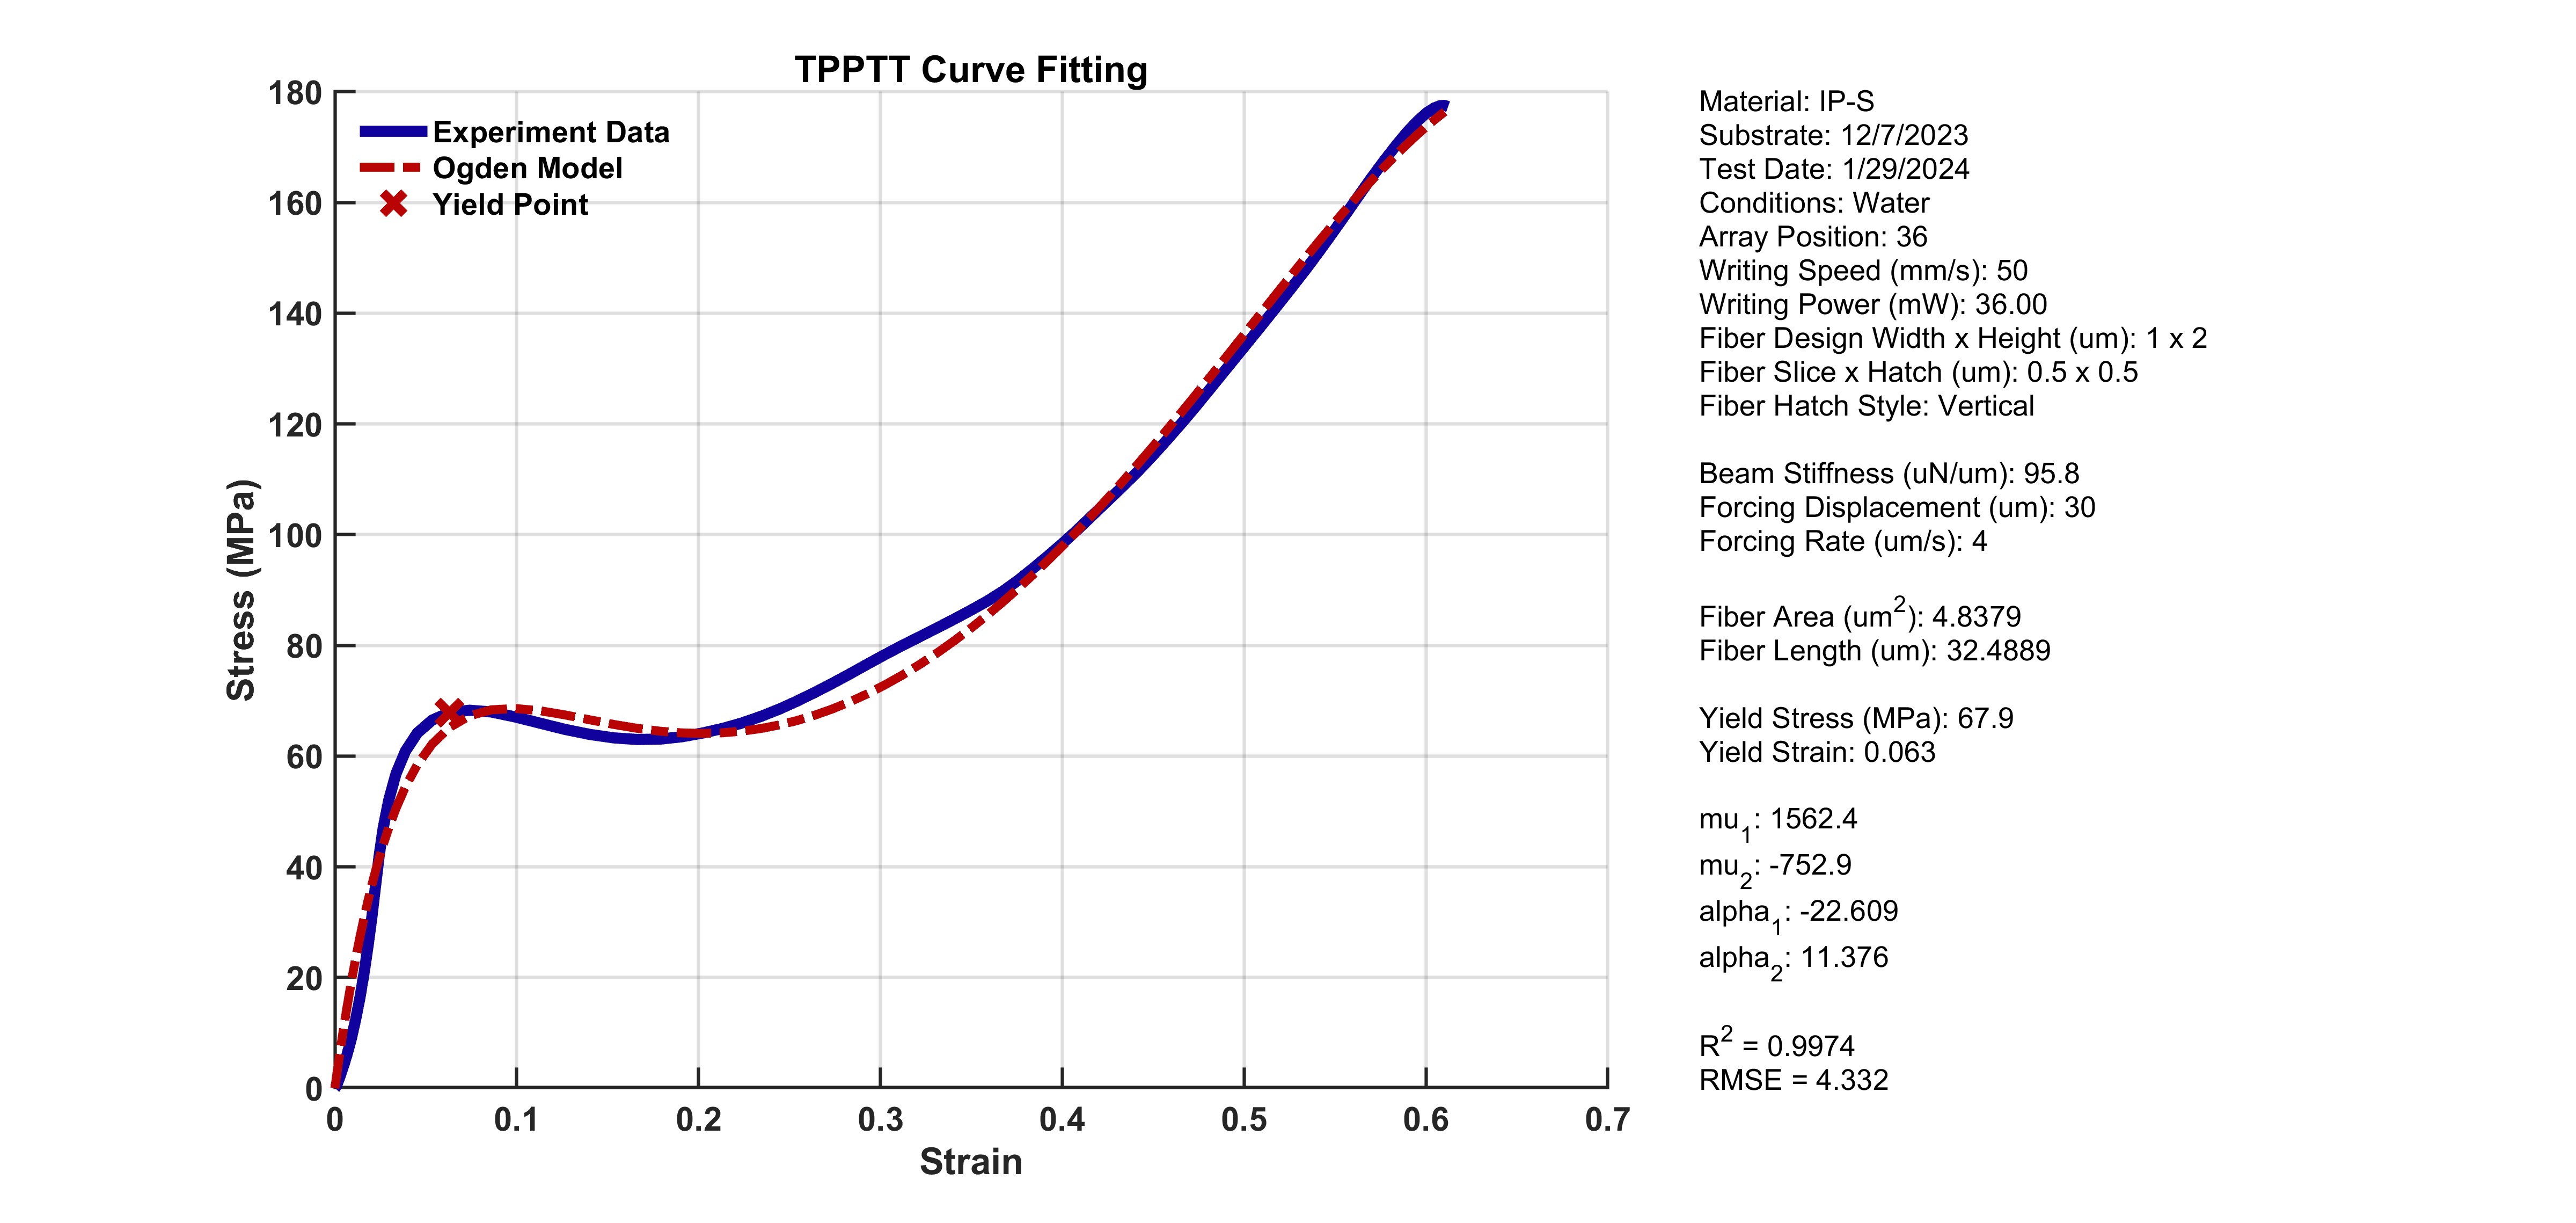 TPPTT Curve Fitting
180
160
140
120
100
80
60
40
20
0
Stress (MPa)
Experiment Data
Ogden Model
Yield Point
0 0.1 0.2 0.3 0.4 0.5 0.6 0.7
Strain
Material: IP-S
Substrate: 12/7/2023
Test Date: 1/29/2024
Conditions: Water
Array Position: 36
Writing Speed (mm/s): 50
Writing Power (mW): 36.00
Fiber Design Width x Height (um): 1 x 2
Fiber Slice x Hatch (um): 0.5 x 0.5
Fiber Hatch Style: Vertical
Beam Stiffness (uN/um): 95.8
Forcing Displacement (um): 30
Forcing Rate (um/s): 4
Fiber Area (um²): 4.8379
Fiber Length (um): 32.4889
Yield Stress (MPa): 67.9
Yield Strain: 0.063
mu₁: 1562.4
mu₂: -752.9
alpha₁: -22.609
alpha₂: 11.376
R² = 0.9974
RMSE = 4.332